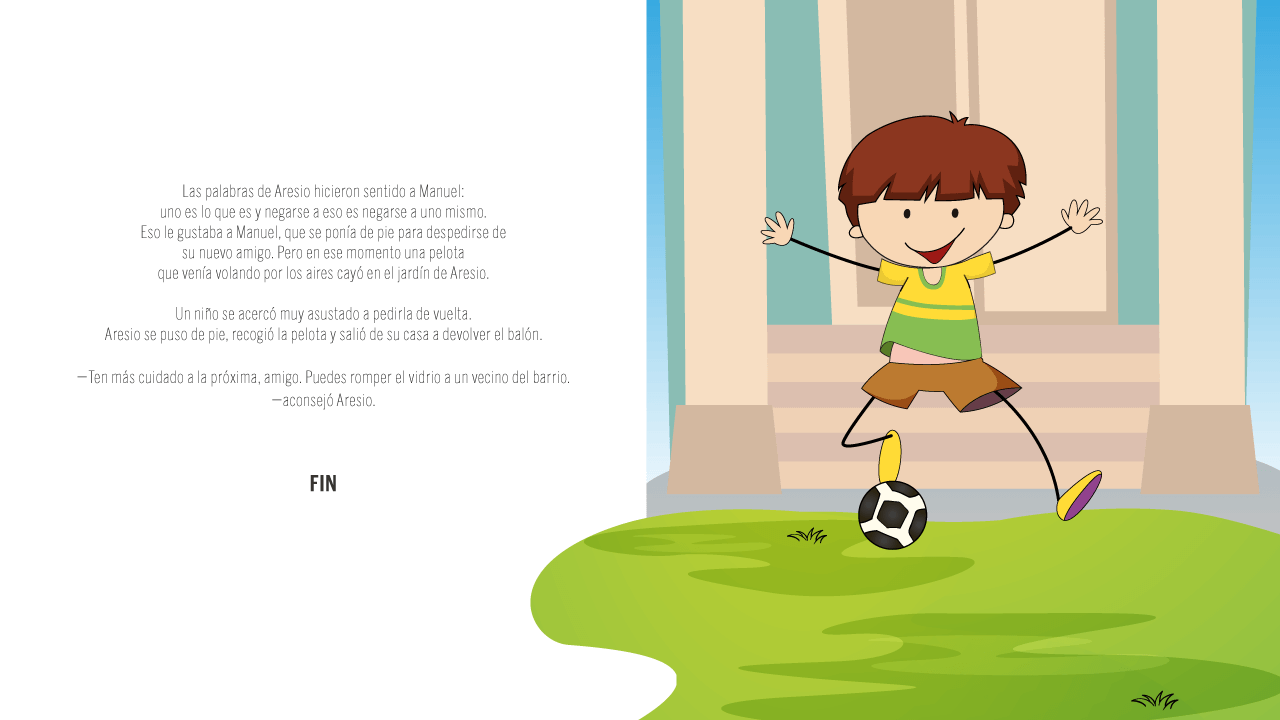 Las palabras de Aresio hicieron sentido a Manuel:
uno es lo que es y negarse a eso es negarse a uno mismo.
Eso le gustaba a Manuel, que se ponía de pie para despedirse de
su nuevo amigo. Pero en ese momento una pelota
que venía volando por los aires cayó en el jardín de Aresio.
Un niño se acercó muy asustado a pedirla de vuelta.
Aresio se puso de pie, recogió la pelota y salió de su casa a devolver el balón.
—Ten más cuidado a la próxima, amigo. Puedes romper el vidrio a un vecino del barrio.
—aconsejó Aresio.
FIN